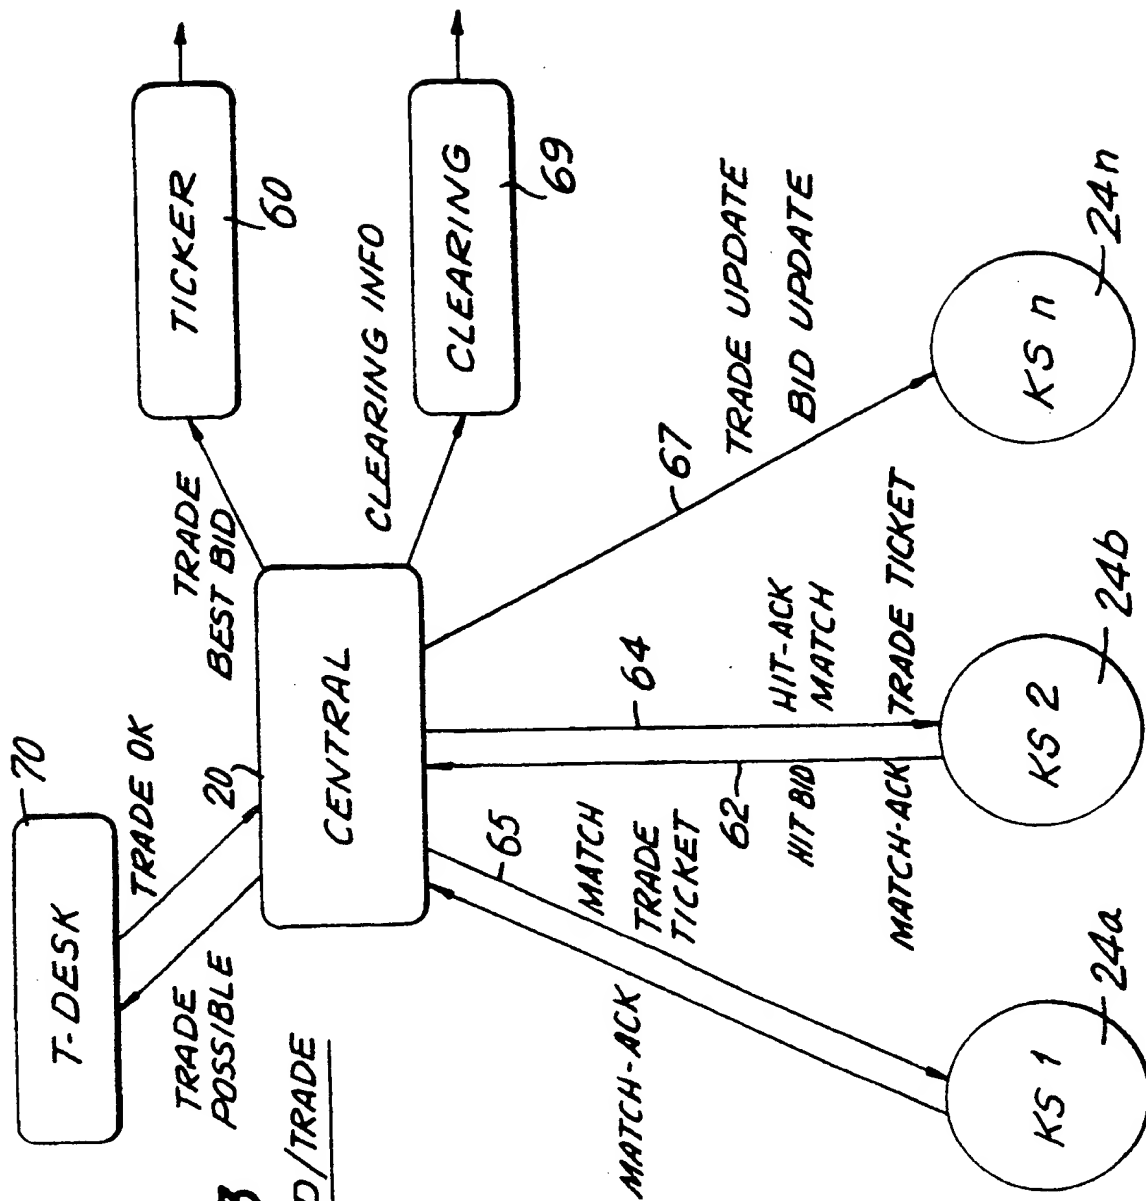 T-DESK
70
TRADE OK
TRADE
POSSIBLE
20
CENTRAL
TRADE
BEST BID
TICKER
60
CLEARING INFO
CLEARING
69
3
D/TRADE
MATCH-ACK
65
MATCH
TRADE
TICKET
62
HIT BID
MATCH-ACK
64
HIT-ACK
MATCH
TRADE TICKET
67
TRADE UPDATE
BID UPDATE
KS 1
24a
KS 2
24b
KS n
24n